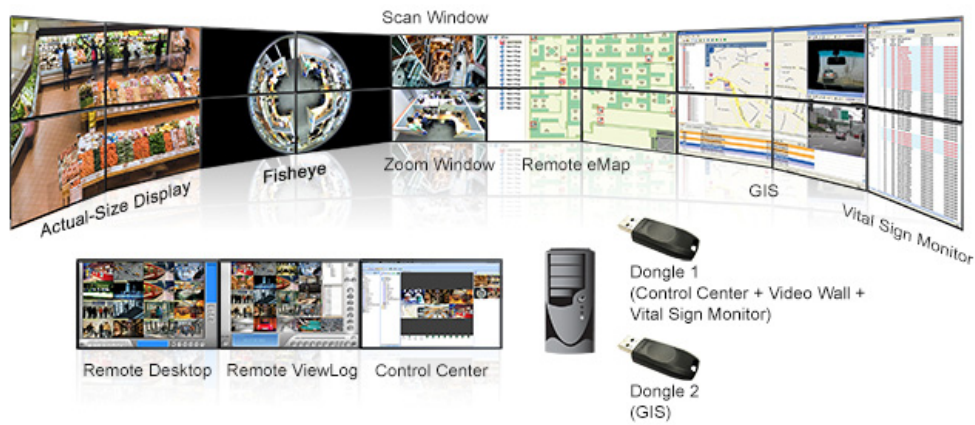 Scan Window
Actual-Size Display
Fisheye
Zoom Window
Remote eMap
GIS
Vital Sign Monitor
Dongle 1
(Control Center + Video Wall +
Vital Sign Monitor)
Remote Desktop
Remote ViewLog
Control Center
Dongle 2
(GIS)